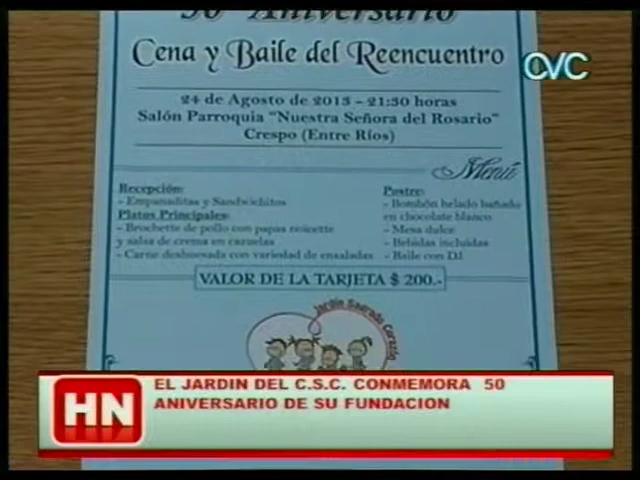 50 Aniversario
Cena y Baile del Reencuentro
CVC
24 de Agosto de 2013 - 21:30 horas
Salón Parroquia "Nuestra Señora del Rosario"
Crespo (Entre Ríos)
Menú
Recepción:
- Empanaditas y Sandwichitos
Platos Principales:
- Brochette de pollo con papas noicette
y salsa de crema en cazuelas
- Carne deshuesada con variedad de ensaladas
Postre:
- Bombón helado bañado
en chocolate blanco
- Mesa dulce
- Bebidas incluidas
- Baile con DJ
VALOR DE LA TARJETA $ 200.-
Jardín Sagrado Corazón
HN
EL JARDIN DEL C.S.C. CONMEMORA 50
ANIVERSARIO DE SU FUNDACION